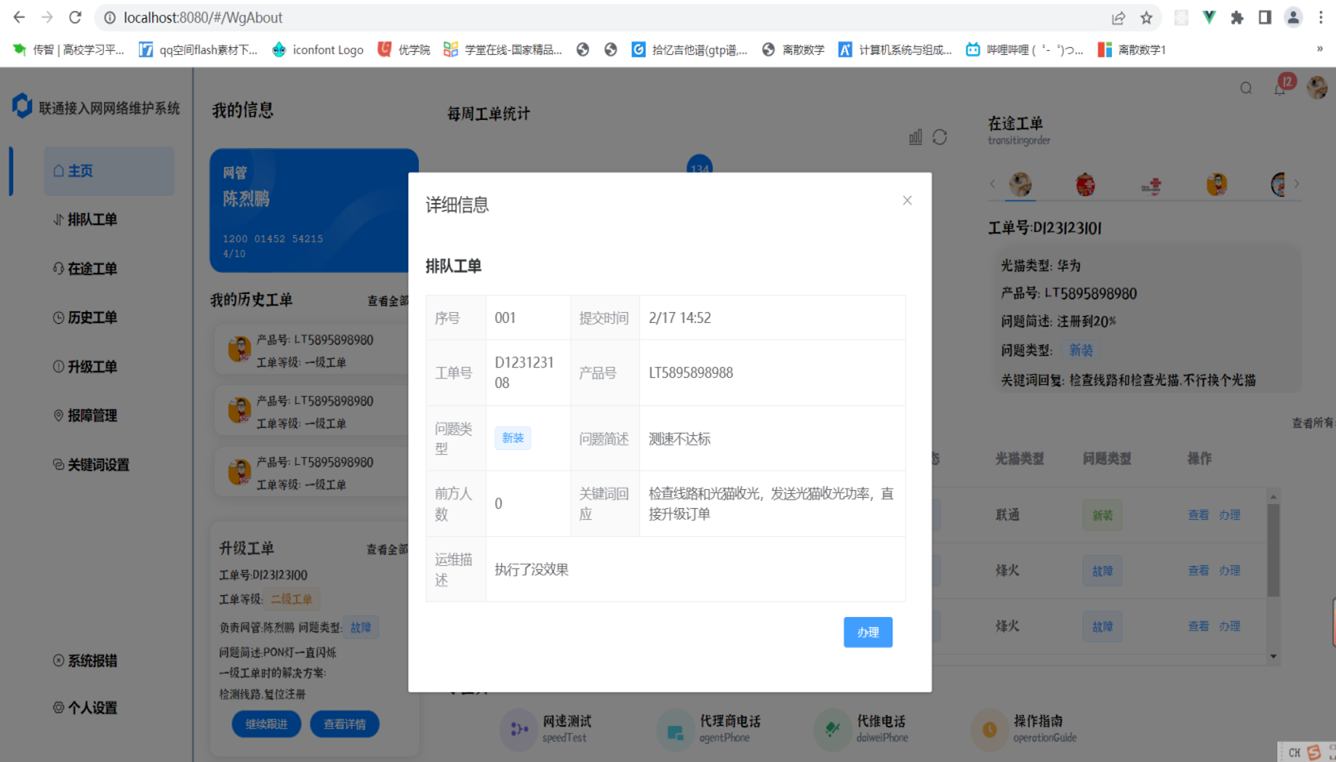 localhost:8080/#/WgAbout
传智 | 高校学习平... qq空间flash素材下... iconfont Logo 优学院 学堂在线-国家精品... 拾忆吉他谱(gtp谱,... 离散数学 计算机系统与组成... 哔哩哔哩 (゜-゜)つ... 离散数学1 »
联通接入网网络维护系统
主页
排队工单
在途工单
历史工单
升级工单
报障管理
关键词设置
系统报错
个人设置
我的信息
网管
陈烈鹏
1200 01452 54215
4/10
我的历史工单 查看全部
产品号: LT5895898980
工单等级: 一级工单
产品号: LT5895898980
工单等级: 一级工单
产品号: LT5895898980
工单等级: 一级工单
升级工单 查看全部
工单号:D123123100
工单等级: 二级工单
负责网管:陈烈鹏 问题类型: 故障
问题简述:PON灯一直闪烁
一级工单时的解决方案:
检测线路.复位注册
继续跟进 查看详情
每周工单统计
134
详细信息
排队工单
序号 001 提交时间 2/17 14:52
工单号 D123123108 产品号 LT5895898988
问题类型 新装 问题简述 测速不达标
前方人数 0 关键词回应 检查线路和光猫收光，发送光猫收光功率，直
接升级订单
运维描述 执行了没效果
办理
12
在途工单
transitingorder
工单号:D123123101
光猫类型: 华为
产品号: LT5895898980
问题简述: 注册到20%
问题类型: 新装
关键词回复: 检查线路和检查光猫.不行换个光猫
查看所有
光猫类型 问题类型 操作
联通 新装 查看 办理
烽火 故障 查看 办理
烽火 故障 查看 办理
网速测试
speedTest
代理商电话
agentPhone
代维电话
daiweiPhone
操作指南
operationGuide
CH